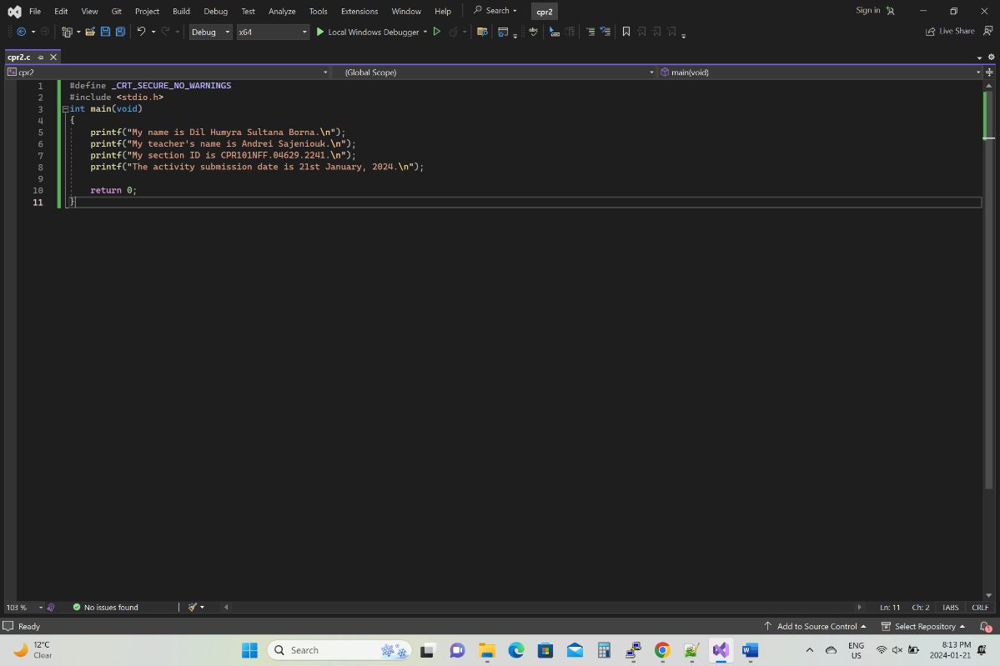 File Edit View Git Project Build Debug Test Analyze Tools Extensions Window Help Search cpr2 Sign in
Debug x64 Local Windows Debugger abc Live Share
cpr2.c
cpr2 (Global Scope) main(void)
1 #define _CRT_SECURE_NO_WARNINGS
2 #include <stdio.h>
3 int main(void)
4 {
5 printf("My name is Dil Humyra Sultana Borna.\n");
6 printf("My teacher's name is Andrei Sajeniouk.\n");
7 printf("My section ID is CPR101NFF.04629.2241.\n");
8 printf("The activity submission date is 21st January, 2024.\n");
9
10 return 0;
11 }
103 % No issues found Ln: 11 Ch: 2 TABS CRLF
Ready Add to Source Control Select Repository 1
12°C
Clear
Search
ENG
US
8:13 PM
2024-01-21